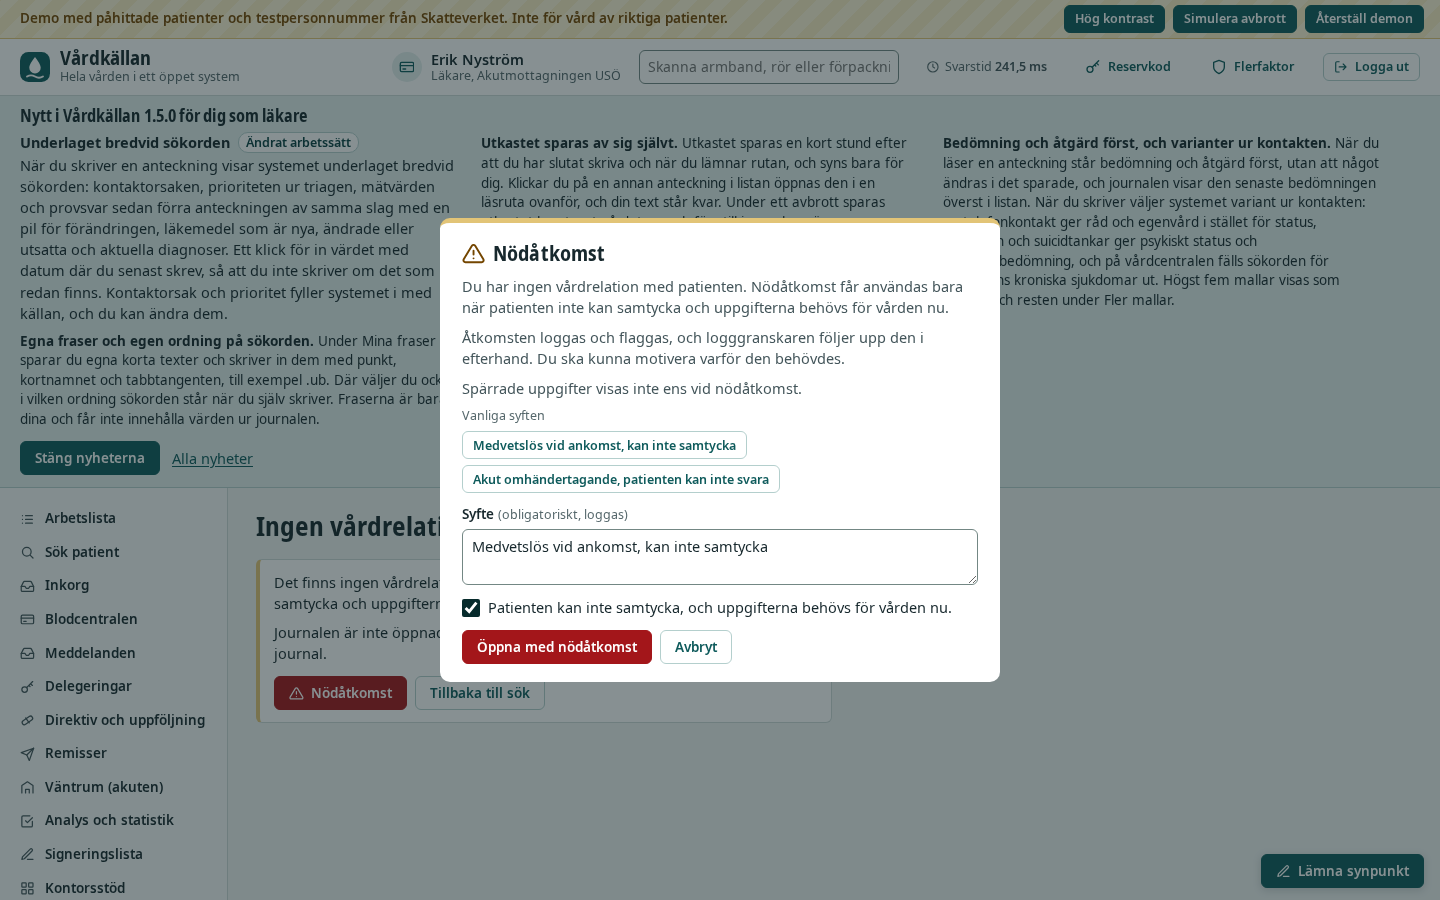 Demo med påhittade patienter och testpersonnummer från Skatteverket. Inte för vård av riktiga patienter.
Hög kontrast
Simulera avbrott
Återställ demon
Vårdkällan
Hela vården i ett öppet system
Erik Nyström
Läkare, Akutmottagningen USÖ
Skanna armband, rör eller förpackni
Svarstid 241,5 ms
Reservkod
Flerfaktor
Logga ut
Nytt i Vårdkällan 1.5.0 för dig som läkare
Underlaget bredvid sökorden Ändrat arbetssätt
När du skriver en anteckning visar systemet underlaget bredvid
sökorden: kontaktorsaken, prioriteten ur triagen, mätvärden
och provsvar sedan förra anteckningen av samma slag med en
pil för förändringen, läkemedel som är nya, ändrade eller
utsatta och aktuella diagnoser. Ett klick för in värdet med
datum där du senast skrev, så att du inte skriver om det som
redan finns. Kontaktorsak och prioritet fyller systemet i med
källan, och du kan ändra dem.
Egna fraser och egen ordning på sökorden. Under Mina fraser
sparar du egna korta texter och skriver in dem med punkt,
kortnamnet och tabbtangenten, till exempel .ub. Där väljer du ock
i vilken ordning sökorden står när du själv skriver. Fraserna är bar
dina och får inte innehålla värden ur journalen.
Stäng nyheterna
Alla nyheter
Utkastet sparas av sig självt. Utkastet sparas en kort stund efter
att du har slutat skriva och när du lämnar rutan, och syns bara för
dig. Klickar du på en annan anteckning i listan öppnas den i en
läsruta ovanför, och din text står kvar. Under ett avbrott sparas
Bedömning och åtgärd först, och varianter ur kontakten. När du
läser en anteckning står bedömning och åtgärd först, utan att något
ändras i det sparade, och journalen visar den senaste bedömningen
överst i listan. När du skriver väljer systemet variant ur kontakten:
fonkontakt ger råd och egenvård i stället för status,
och suicidtankar ger psykiskt status och
bedömning, och på vårdcentralen fälls sökorden för
ns kroniska sjukdomar ut. Högst fem mallar visas som
ch resten under Fler mallar.
Nödåtkomst
Du har ingen vårdrelation med patienten. Nödåtkomst får användas bara
när patienten inte kan samtycka och uppgifterna behövs för vården nu.
Åtkomsten loggas och flaggas, och logggranskaren följer upp den i
efterhand. Du ska kunna motivera varför den behövdes.
Spärrade uppgifter visas inte ens vid nödåtkomst.
Vanliga syften
Medvetslös vid ankomst, kan inte samtycka
Akut omhändertagande, patienten kan inte svara
Syfte (obligatoriskt, loggas)
Medvetslös vid ankomst, kan inte samtycka
Patienten kan inte samtycka, och uppgifterna behövs för vården nu.
Öppna med nödåtkomst
Avbryt
Arbetslista
Sök patient
Inkorg
Blodcentralen
Meddelanden
Delegeringar
Direktiv och uppföljning
Remisser
Väntrum (akuten)
Analys och statistik
Signeringslista
Kontorsstöd
Ingen vårdrelati
Det finns ingen vårdrela
samtycka och uppgifter
Journalen är inte öppna
journal.
Nödåtkomst
Tillbaka till sök
Lämna synpunkt